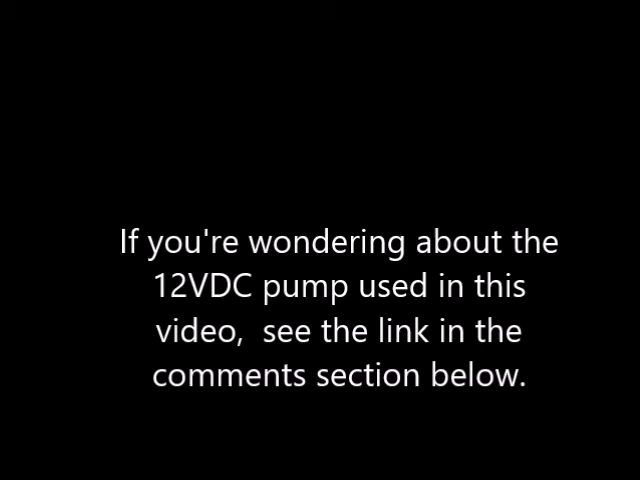 If you're wondering about the
12VDC pump used in this
video,  see the link in the
comments section below.